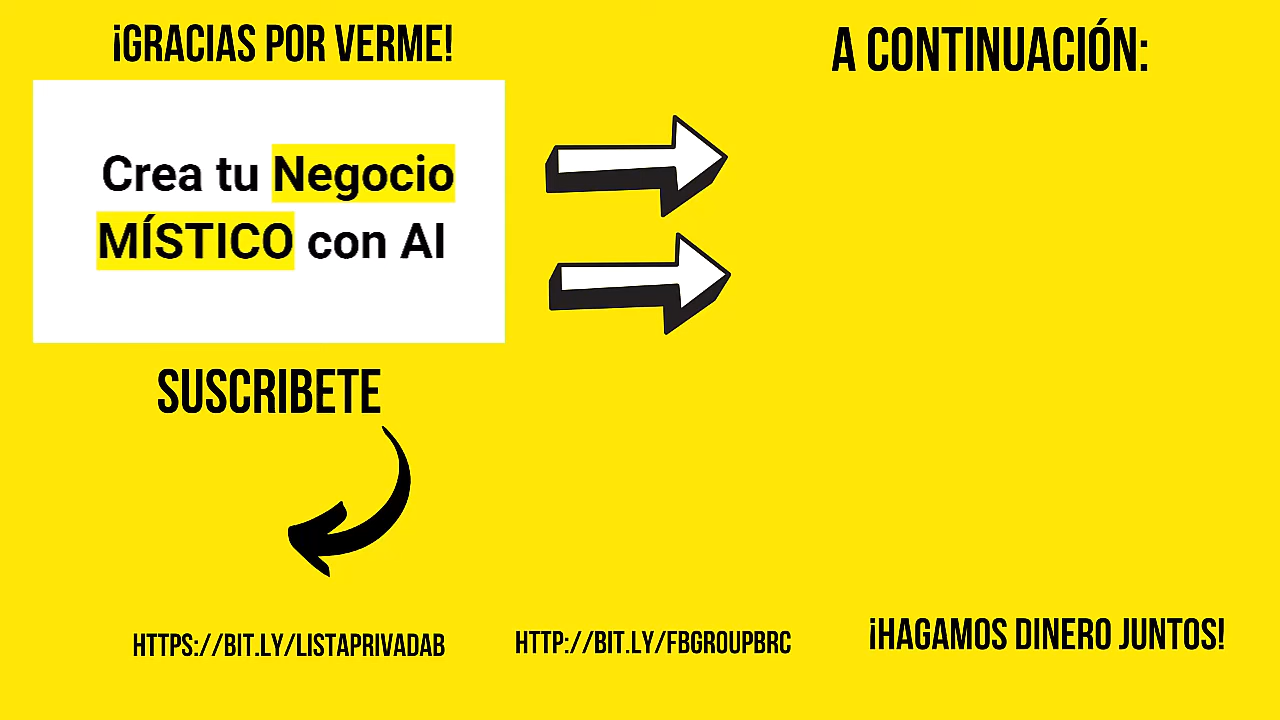 ¡GRACIAS POR VERME!
A CONTINUACIÓN:
Crea tu Negocio
MÍSTICO con AI
SUSCRIBETE
HTTPS://BIT.LY/LISTAPRIVADAB
HTTP://BIT.LY/FBGROUPBRC
¡HAGAMOS DINERO JUNTOS!